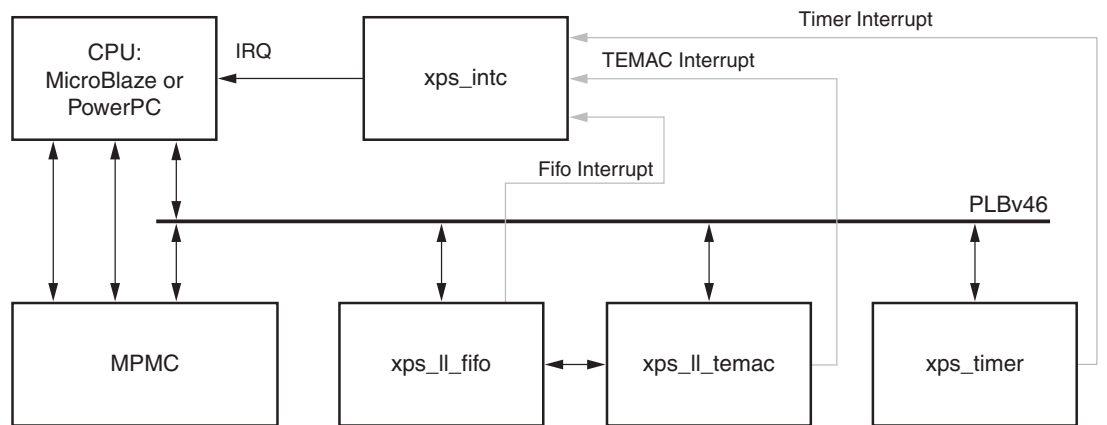 Timer Interrupt
CPU:
MicroBlaze or
PowerPC
IRQ
xps_intc
TEMAC Interrupt
Fifo Interrupt
PLBv46
MPMC
xps_ll_fifo
xps_ll_temac
xps_timer